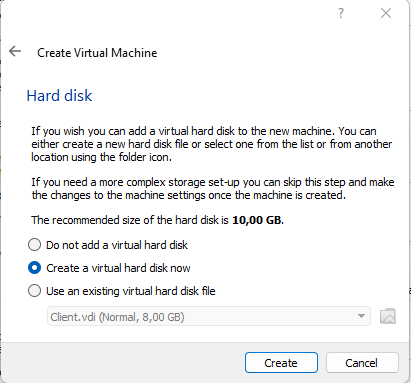 ?
Create Virtual Machine
Hard disk
If you wish you can add a virtual hard disk to the new machine. You can
either create a new hard disk file or select one from the list or from another
location using the folder icon.
If you need a more complex storage set-up you can skip this step and make
the changes to the machine settings once the machine is created.
The recommended size of the hard disk is 10,00 GB.
Do not add a virtual hard disk
Create a virtual hard disk now
Use an existing virtual hard disk file
Client.vdi (Normal, 8,00 GB)
Create
Cancel